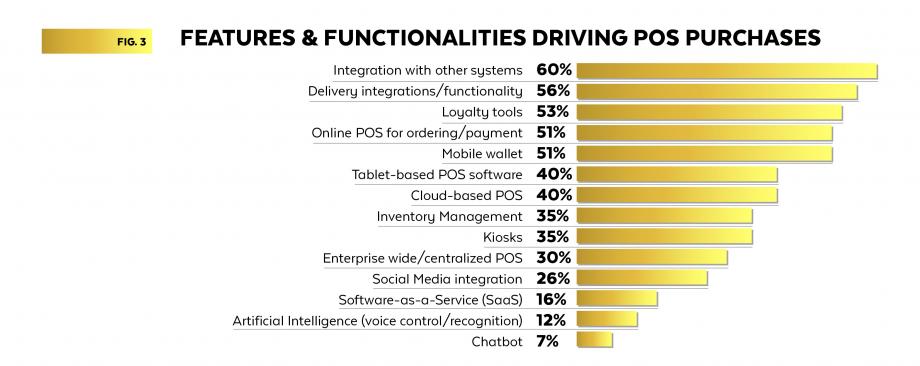 FIG. 3
FEATURES & FUNCTIONALITIES DRIVING POS PURCHASES
Integration with other systems 60%
Delivery integrations/functionality 56%
Loyalty tools 53%
Online POS for ordering/payment 51%
Mobile wallet 51%
Tablet-based POS software 40%
Cloud-based POS 40%
Inventory Management 35%
Kiosks 35%
Enterprise wide/centralized POS 30%
Social Media integration 26%
Software-as-a-Service (SaaS) 16%
Artificial Intelligence (voice control/recognition) 12%
Chatbot 7%